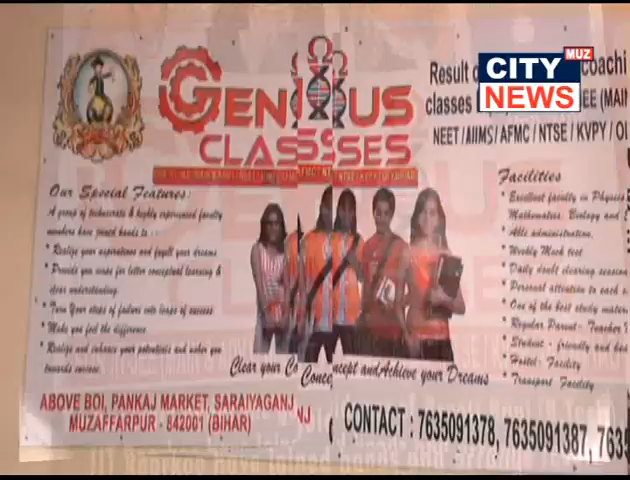 GENIUS
CLASSES
Result o
coachi
classes
EE (MAIN
NEET/AIIMS/ AFMC / NTSE / KVPY / OL
CITY
MUZ
NEWS
Our Special Features:
A group of technocrats & highly experienced faculty
members have joined hands to :-
Realize your aspirations and fulfill your dreams
Provide you class for better conceptual learning &
clear understanding.
Turn Your steps of failure into leaps of success
Make you feel the difference
Realize and enhance your potentials and usher you
towards success.
Facilities
Excellent faculty in Physics
Mathematics, Biology and
Able administration.
Weekly Mock test
Daily doubt clearing session
Personal attention to each s
One of the best study mater
Regular Parent- Teacher
Student - friendly and
Hostel- Facility
Transport Facility
Clear your Co
Concept and Achieve your Dreams
ABOVE BOI, PANKAJ MARKET, SARAIYAGANJ
MUZAFFARPUR - 842001 (BIHAR)
NJ
CONTACT : 7635091378, 7635091387, 7635